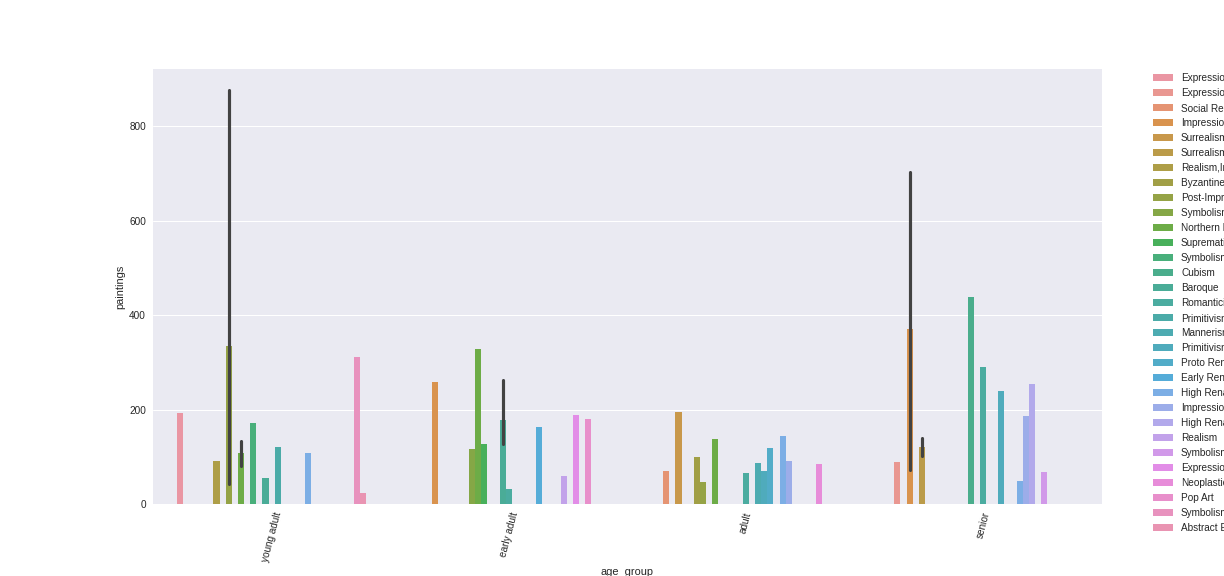 800
600
400
200
0
paintings
young adult
early adult
adult
senior
age_group
Expressio
Expressio
Social Re
Impressio
Surrealism
Surrealism
Realism,I
Byzantine
Post-Impr
Symbolism
Northern
Supremati
Symbolism
Cubism
Baroque
Romantici
Primitivism
Mannerism
Primitivism
Proto Ren
Early Ren
High Rena
Impressio
High Rena
Realism
Symbolism
Expressio
Neoplastic
Pop Art
Symbolism
Abstract E